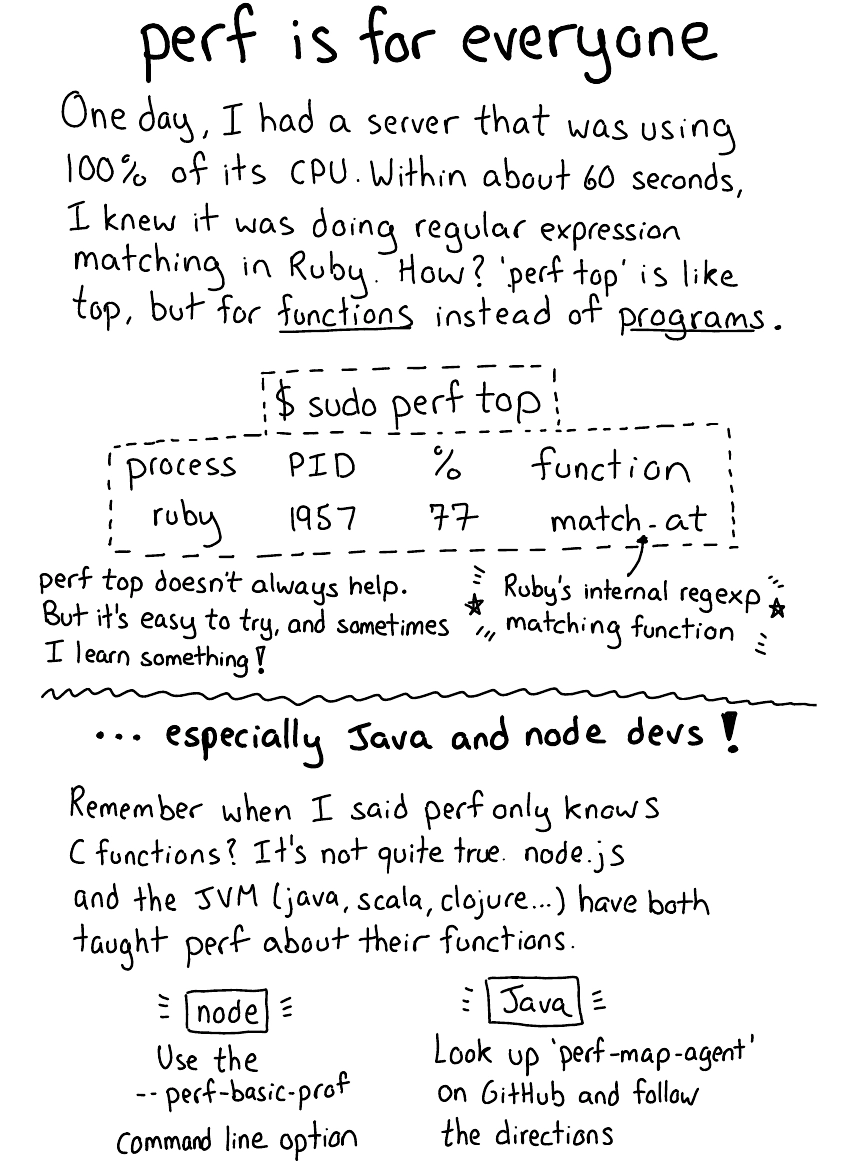 perf is for everyone
One day, I had a server that was using
100% of its CPU. Within about 60 seconds,
I knew it was doing regular expression
matching in Ruby. How? 'perf top' is like
top, but for functions instead of programs.
$ sudo perf top
process PID % function
ruby 1957 77 match-at
perf top doesn't always help.
But it's easy to try, and sometimes
I learn something!
Ruby's internal regexp
matching function
... especially Java and node devs!
Remember when I said perf only knows
C functions? It's not quite true. node.js
and the JVM (java, scala, clojure...) have both
taught perf about their functions.
node
Use the
--perf-basic-prof
command line option
Java
Look up 'perf-map-agent'
on GitHub and follow
the directions